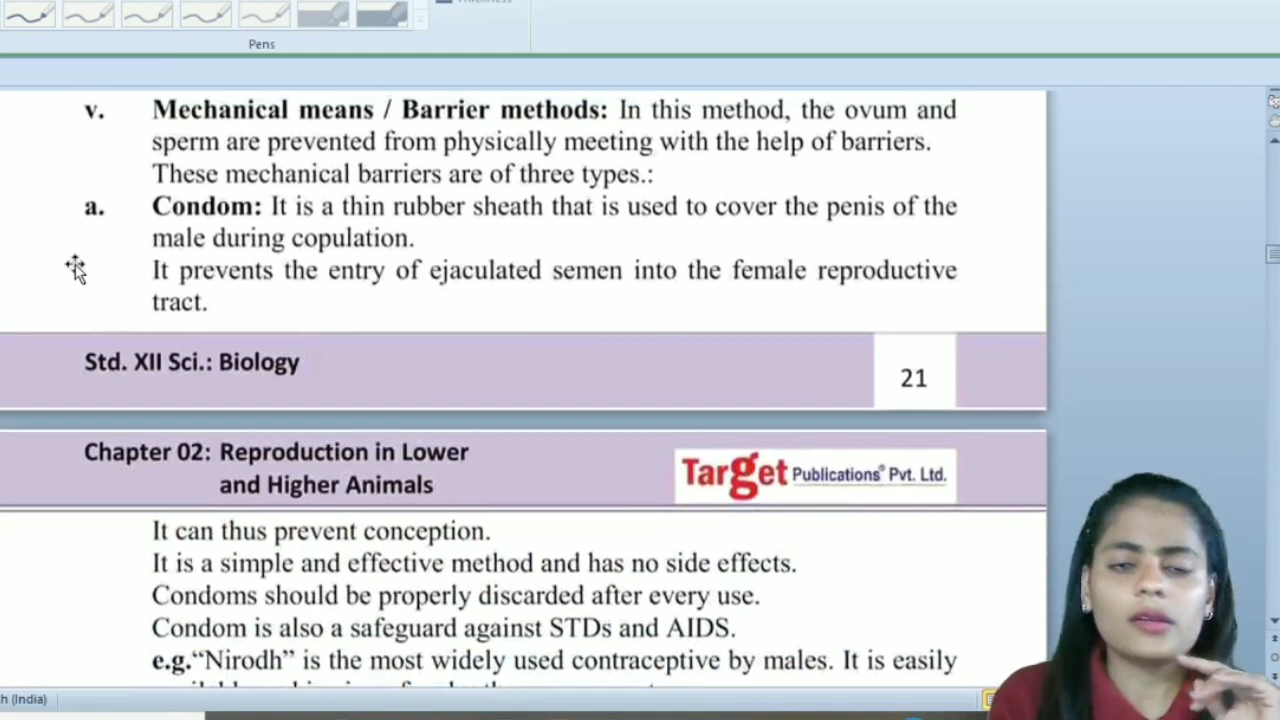 Pens
v. Mechanical means / Barrier methods: In this method, the ovum and
sperm are prevented from physically meeting with the help of barriers.
These mechanical barriers are of three types.:
a. Condom: It is a thin rubber sheath that is used to cover the penis of the
male during copulation.
It prevents the entry of ejaculated semen into the female reproductive
tract.
Std. XII Sci.: Biology
21
Chapter 02: Reproduction in Lower
and Higher Animals
Target Publications® Pvt. Ltd.
It can thus prevent conception.
It is a simple and effective method and has no side effects.
Condoms should be properly discarded after every use.
Condom is also a safeguard against STDs and AIDS.
e.g.“Nirodh” is the most widely used contraceptive by males. It is easily
(India)